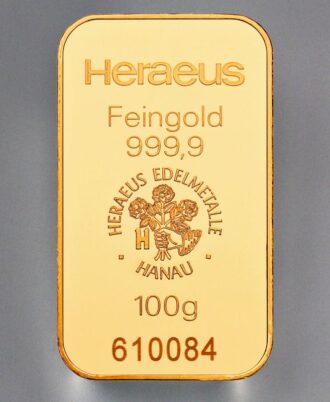 Heraeus
Feingold
999,9
HERAEUS EDELMETALLE
H
· HANAU ·
100g
610084